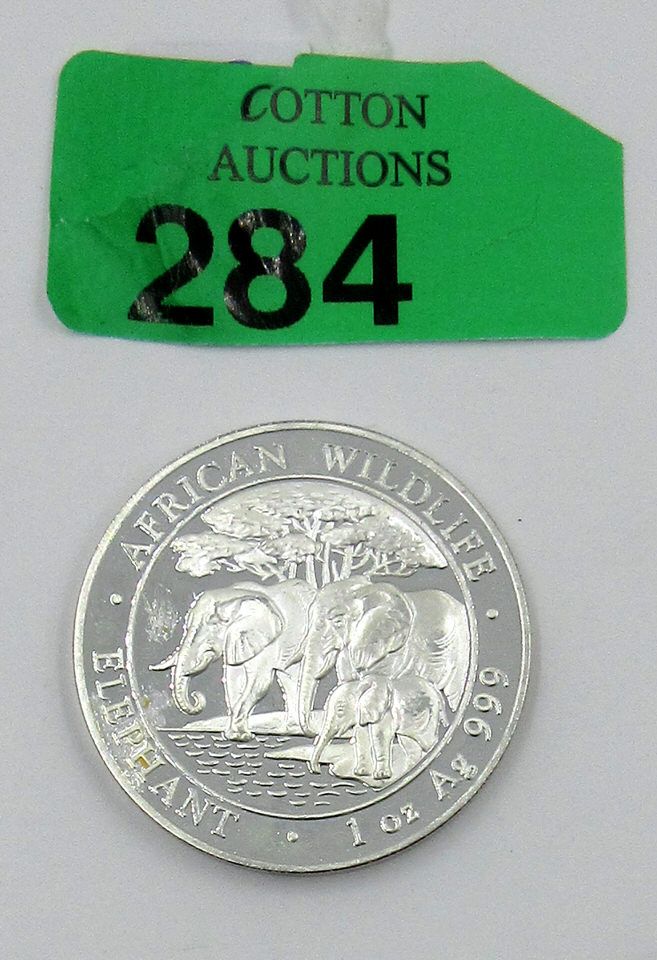 COTTON
AUCTIONS
284
AFRICAN WILDLIFE
ELEPHANT · 1 oz Ag 999